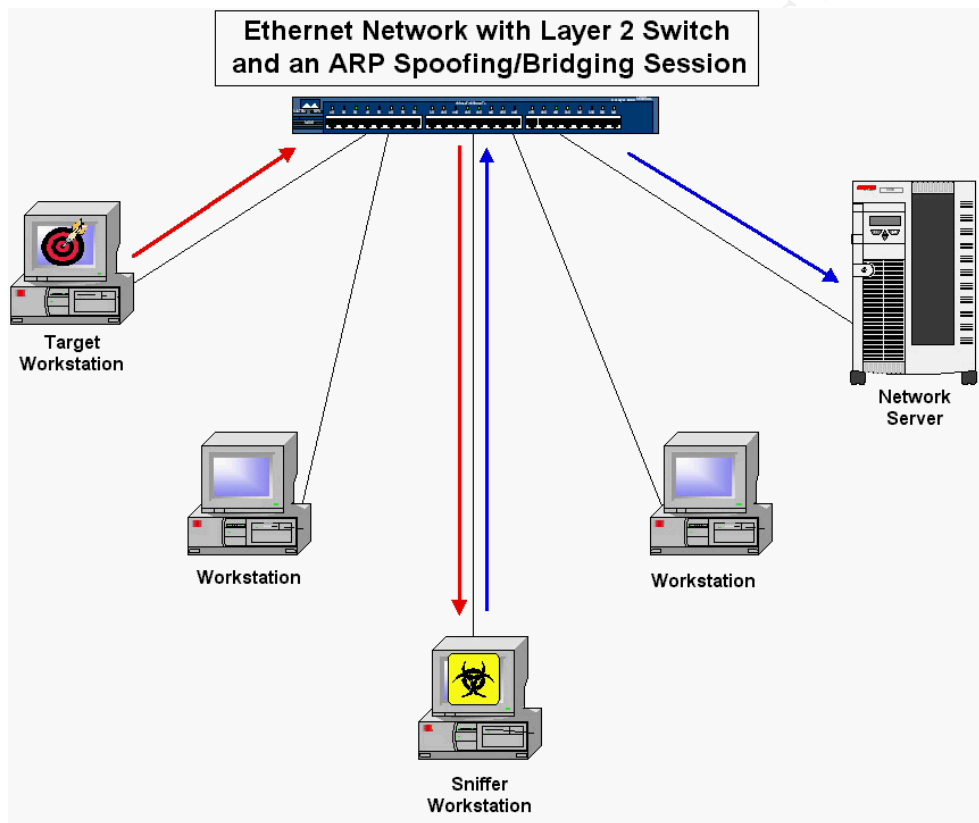 Ethernet Network with Layer 2 Switch
and an ARP Spoofing/Bridging Session
Target
Workstation
Network
Server
Workstation
Workstation
Sniffer
Workstation